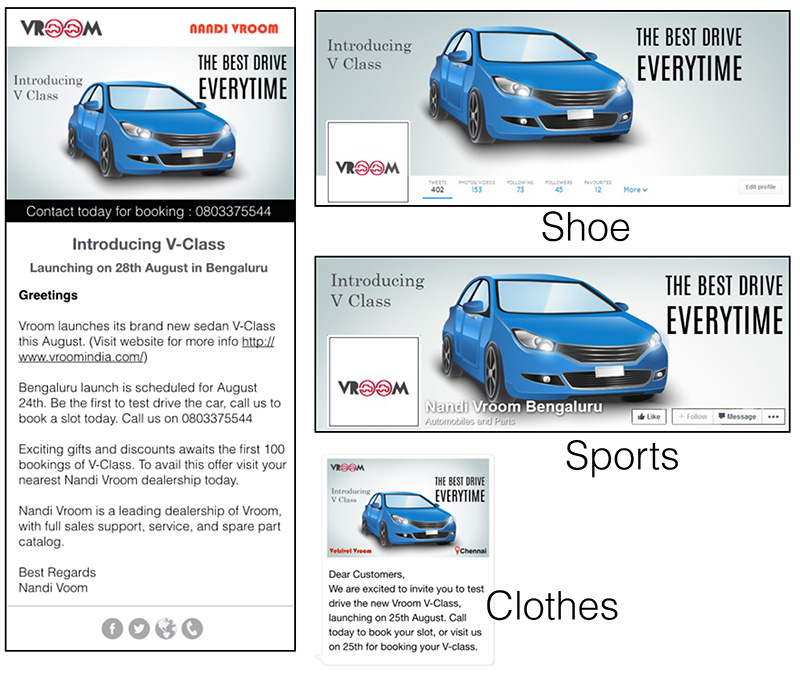 VROOM
NANDI VROOM
Introducing
V Class
THE BEST DRIVE
EVERYTIME
Contact today for booking : 0803375544
Introducing V-Class
Launching on 28th August in Bengaluru
Greetings
Vroom launches its brand new sedan V-Class
this August. (Visit website for more info http://
www.vroomindia.com/)
Bengaluru launch is scheduled for August
24th. Be the first to test drive the car, call us to
book a slot today. Call us on 0803375544
Exciting gifts and discounts awaits the first 100
bookings of V-Class. To avail this offer visit your
nearest Nandi Vroom dealership today.
Nandi Vroom is a leading dealership of Vroom,
with full sales support, service, and spare part
catalog.
Best Regards
Nandi Voom
Introducing
V Class
THE BEST DRIVE
EVERYTIME
VROOM
TWEETS PHOTOS/VIDEOS FOLLOWING FOLLOWERS FAVOURITES
402 153 73 45 12 More Edit profile
Shoe
Introducing
V Class
THE BEST DRIVE
EVERYTIME
VROOM
Nandi Vroom Bengaluru
Automobiles and Parts
Like + Follow Message •••
Sports
VROOM
Introducing
V Class
THE BEST DRIVE
EVERYTIME
Vetrivel Vroom
Chennai
Dear Customers,
We are excited to invite you to test
drive the new Vroom V-Class,
launching on 25th August. Call
today to book your slot, or visit us
on 25th for booking your V-class.
Clothes